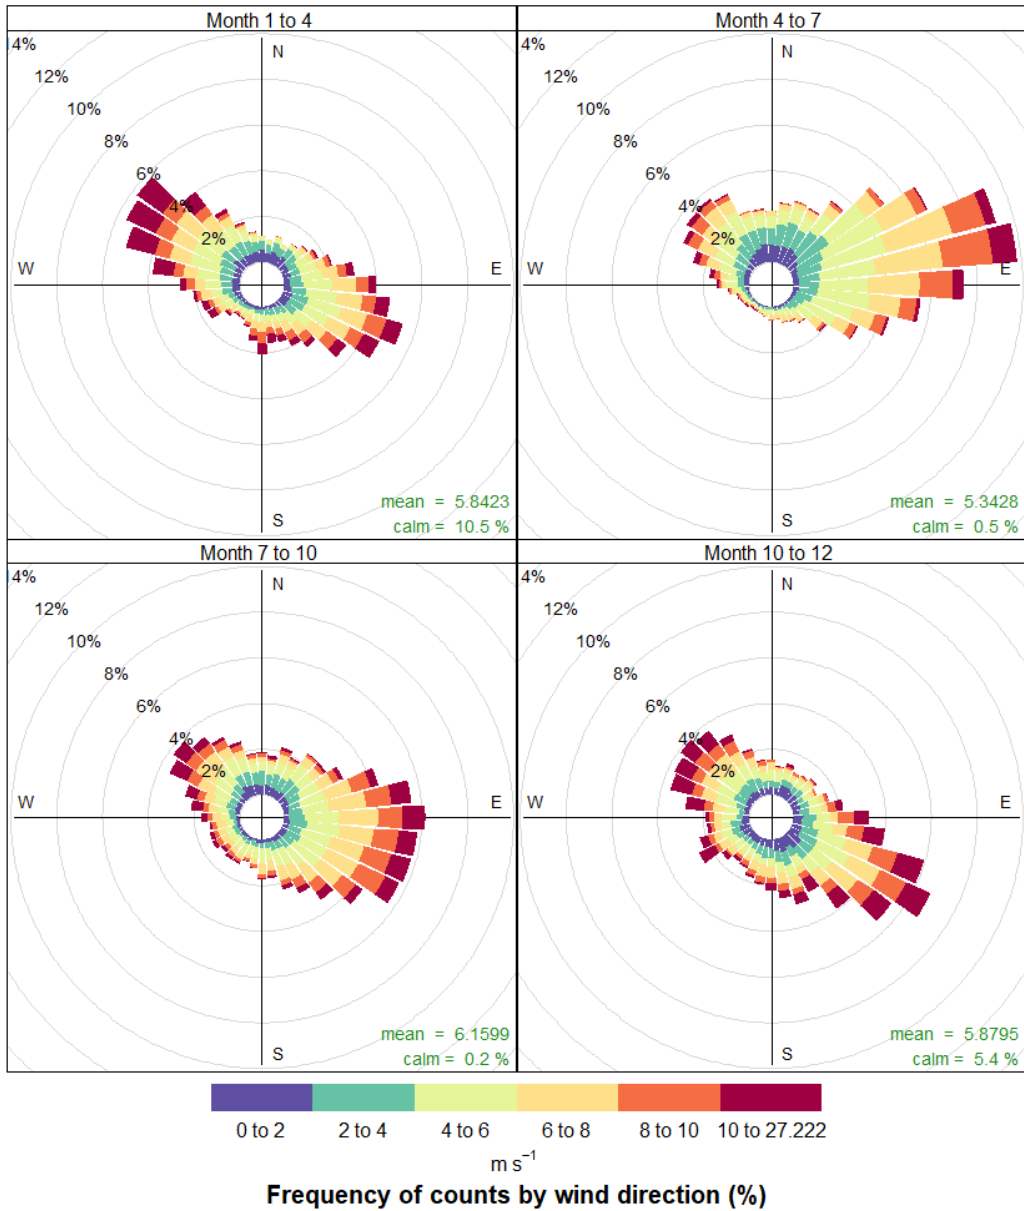 Month 1 to 4
14%
12%
10%
8%
6%
4%
2%
N
W
E
S
mean = 5.8423
calm = 10.5 %
Month 4 to 7
4%
12%
10%
8%
6%
4%
2%
N
W
E
S
mean = 5.3428
calm = 0.5 %
Month 7 to 10
14%
12%
10%
8%
6%
4%
2%
N
W
E
S
mean = 6.1599
calm = 0.2 %
Month 10 to 12
4%
12%
10%
8%
6%
4%
2%
N
W
E
S
mean = 5.8795
calm = 5.4 %
0 to 2 2 to 4 4 to 6 6 to 8 8 to 10 10 to 27.222
m s⁻¹
Frequency of counts by wind direction (%)